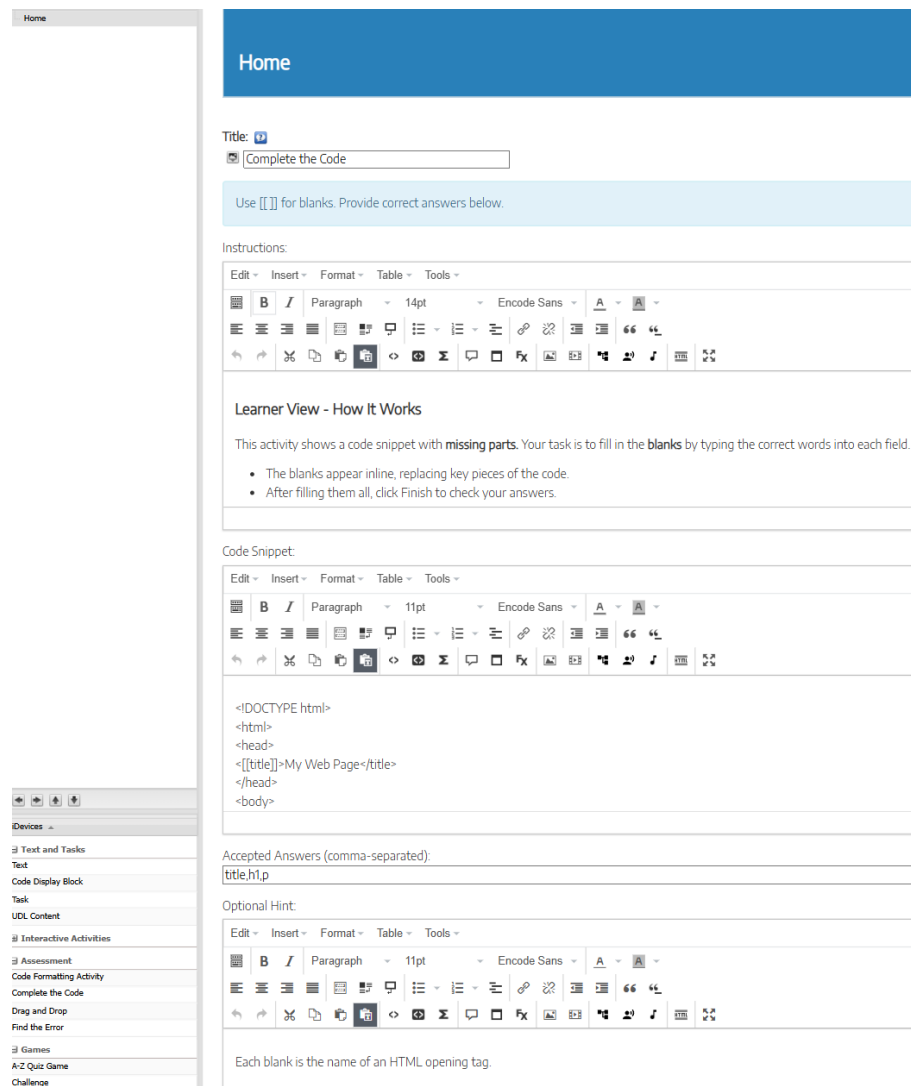 Home
Home
Title:
Complete the Code
Use [[ ]] for blanks. Provide correct answers below.
Instructions:
Edit Insert Format Table Tools
B I Paragraph 14pt Encode Sans A A
Learner View - How It Works
This activity shows a code snippet with missing parts. Your task is to fill in the blanks by typing the correct words into each field.
The blanks appear inline, replacing key pieces of the code.
After filling them all, click Finish to check your answers.
Code Snippet:
Edit Insert Format Table Tools
B I Paragraph 11pt Encode Sans A A
<!DOCTYPE html>
<html>
<head>
<[[title]]>My Web Page</title>
</head>
<body>
Accepted Answers (comma-separated):
title,h1,p
Optional Hint:
Edit Insert Format Table Tools
B I Paragraph 11pt Encode Sans A A
Each blank is the name of an HTML opening tag.
iDevices
Text and Tasks
Text
Code Display Block
Task
UDL Content
Interactive Activities
Assessment
Code Formatting Activity
Complete the Code
Drag and Drop
Find the Error
Games
A-Z Quiz Game
Challenge